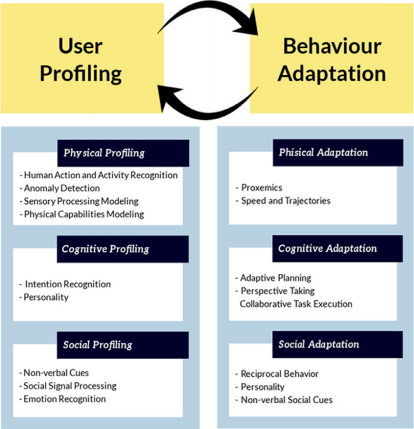 User
Profiling
Behaviour
Adaptation
Physical Profiling
- Human Action and Activity Recognition
- Anomaly Detection
- Sensory Processing Modeling
- Physical Capabilities Modeling
Cognitive Profiling
- Intention Recognition
- Personality
Social Profiling
- Non-verbal Cues
- Social Signal Processing
- Emotion Recognition
Phisical Adaptation
- Proxemics
- Speed and Trajectories
Cognitive Adaptation
- Adaptive Planning
- Perspective Taking
Collaborative Task Execution
Social Adaptation
- Reciprocal Behavior
- Personality
- Non-verbal Social Cues